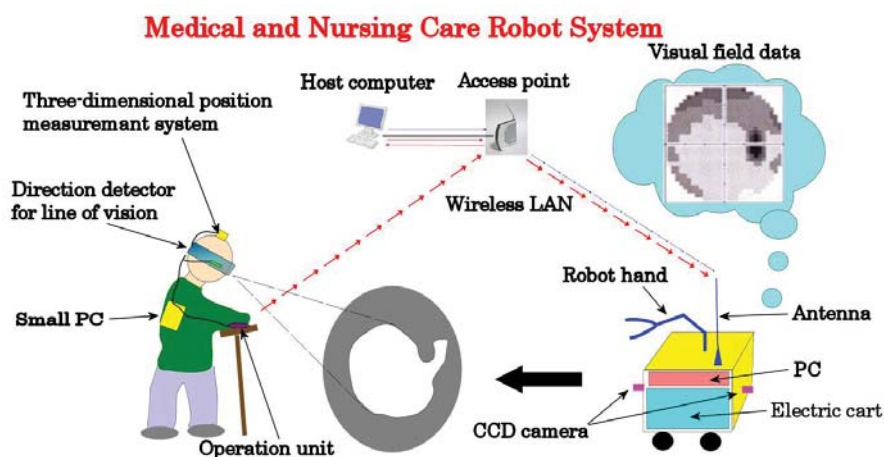 Medical and Nursing Care Robot System
Visual field data
Host computer
Access point
Three-dimensional position
measuremant system
Direction detector
for line of vision
Wireless LAN
Robot hand
Small PC
Antenna
PC
Operation unit
CCD camera
Electric cart